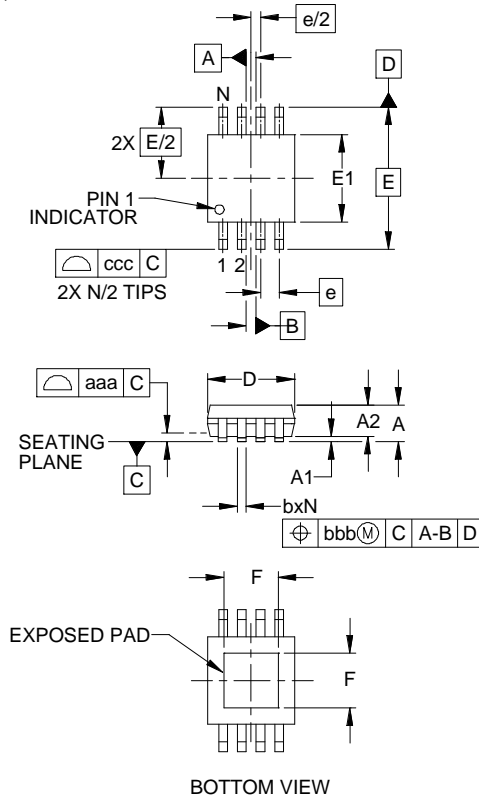 e/2
A
D
N
2X E/2
E1
E
PIN 1
INDICATOR
ccc C
1 2
2X N/2 TIPS
e
B
aaa C
D
A2 A
SEATING
PLANE
A1
C
bxN
bbbⓂ C A-B D
F
EXPOSED PAD
F
BOTTOM VIEW